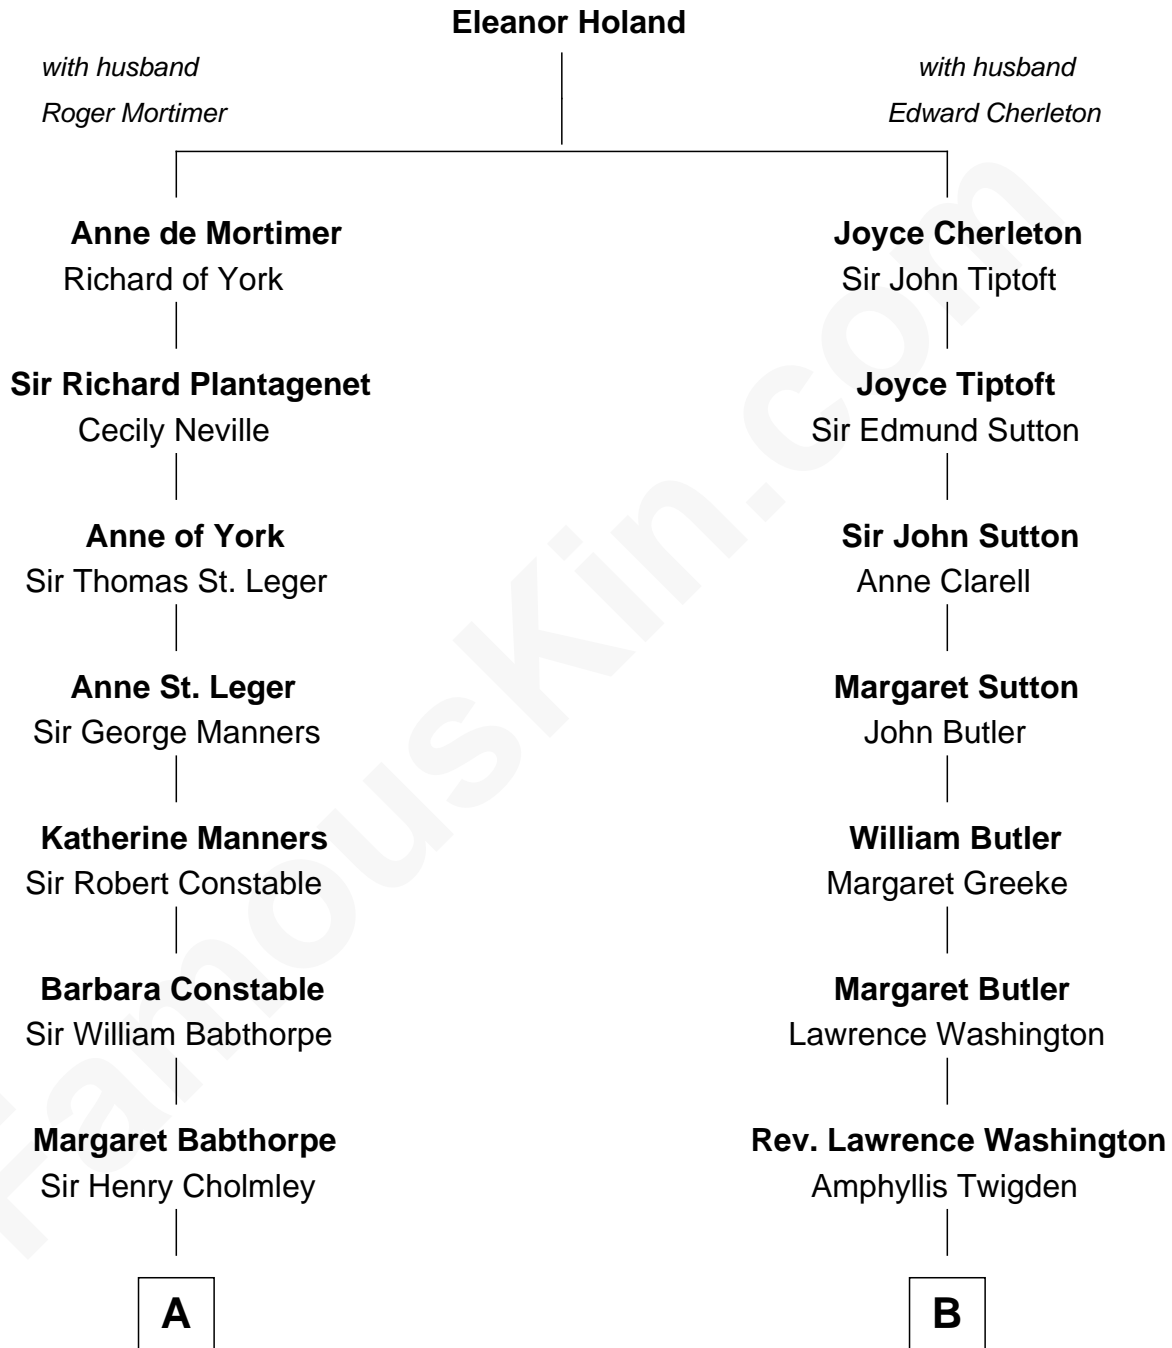 Eleanor Holand
with husband
Roger Mortimer
with husband
Edward Cherleton
Anne de Mortimer
Richard of York
Joyce Cherleton
Sir John Tiptoft
Sir Richard Plantagenet
Cecily Neville
Joyce Tiptoft
Sir Edmund Sutton
Anne of York
Sir Thomas St. Leger
Sir John Sutton
Anne Clarell
Anne St. Leger
Sir George Manners
Margaret Sutton
John Butler
Katherine Manners
Sir Robert Constable
William Butler
Margaret Greeke
Barbara Constable
Sir William Babthorpe
Margaret Butler
Lawrence Washington
Margaret Babthorpe
Sir Henry Cholmley
Rev. Lawrence Washington
Amphyllis Twigden
A
B
FamousKin.com